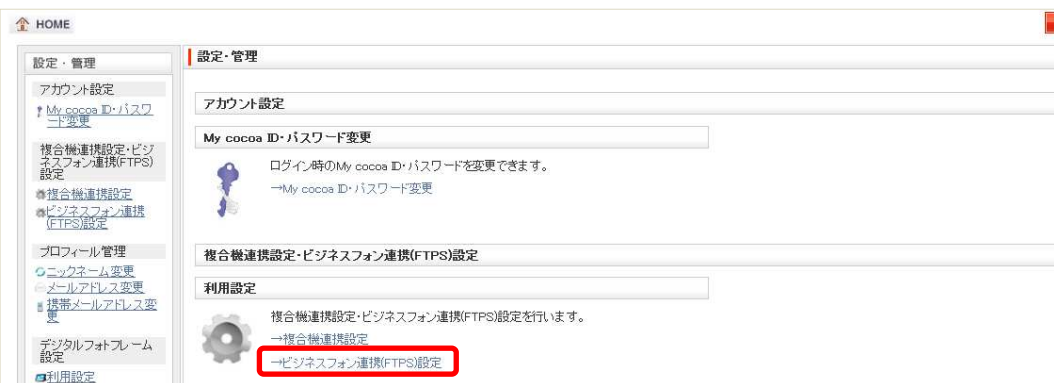 HOME
設定・管理
アカウント設定
My cocoa ID・パスワ
ード変更
複合機連携設定・ビジ
ネスフォン連携(FTPS)
設定
複合機連携設定
ビジネスフォン連携
(FTPS)設定
プロフィール管理
ニックネーム変更
メールアドレス変更
携帯メールアドレス変
更
デジタルフォトフレーム
設定
利用設定
設定・管理
アカウント設定
My cocoa ID・パスワード変更
ログイン時のMy cocoa ID・パスワードを変更できます。
→My cocoa ID・パスワード変更
複合機連携設定・ビジネスフォン連携(FTPS)設定
利用設定
複合機連携設定・ビジネスフォン連携(FTPS)設定を行います。
→複合機連携設定
→ビジネスフォン連携(FTPS)設定